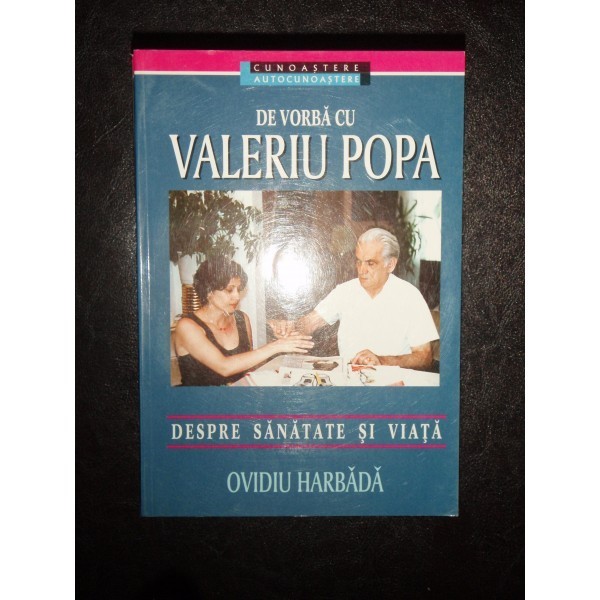 CUNOAȘTERE
AUTOCUNOAȘTERE
DE VORBĂ CU
VALERIU POPA
DESPRE SĂNĂTATE ȘI VIAȚĂ
OVIDIU HARBĂDĂ